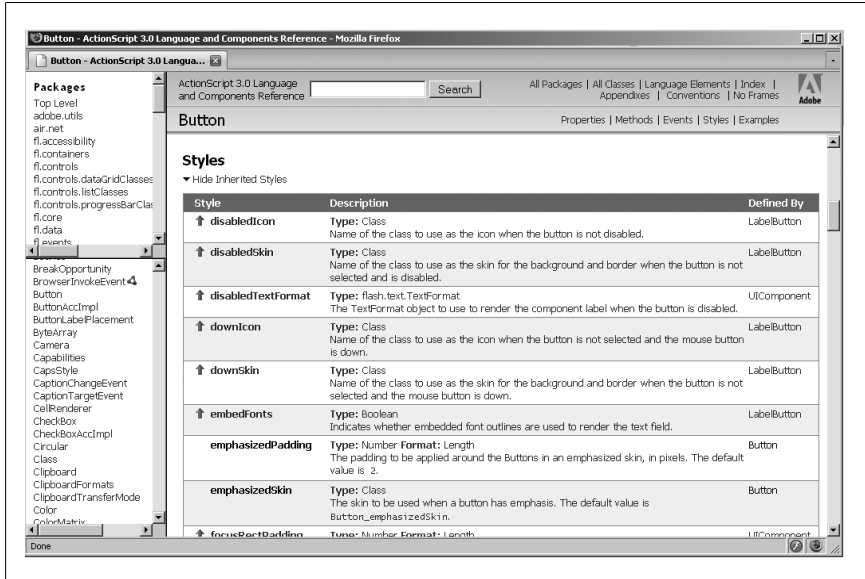 Button - ActionScript 3.0 Language and Components Reference - Mozilla Firefox
Button - ActionScript 3.0 Langua...
Packages
Top Level
adobe.utils
air.net
fl.accessibility
fl.containers
fl.controls
fl.controls.dataGridClasses
fl.controls.listClasses
fl.controls.progressBarClas
fl.core
fl.data
fl.events
BreakOpportunity
BrowserInvokeEvent
Button
ButtonAccImpl
ButtonLabelPlacement
ByteArray
Camera
Capabilities
CapsStyle
CaptionChangeEvent
CaptionTargetEvent
CellRenderer
CheckBox
CheckBoxAccImpl
Circular
Class
Clipboard
ClipboardFormats
ClipboardTransferMode
Color
ColorMatrix
ActionScript 3.0 Language
and Components Reference
Search
All Packages | All Classes | Language Elements | Index |
Appendixes | Conventions | No Frames
Adobe
Button
Properties | Methods | Events | Styles | Examples
Styles
Hide Inherited Styles
Style Description Defined By
disabledIcon Type: Class LabelButton
Name of the class to use as the icon when the button is not disabled.
disabledSkin Type: Class LabelButton
Name of the class to use as the skin for the background and border when the button is not
selected and is disabled.
disabledTextFormat Type: flash.text.TextFormat UIComponent
The TextFormat object to use to render the component label when the button is disabled.
downIcon Type: Class LabelButton
Name of the class to use as the icon when the button is not selected and the mouse button
is down.
downSkin Type: Class LabelButton
Name of the class to use as the skin for the background and border when the button is not
selected and the mouse button is down.
embedFonts Type: Boolean LabelButton
Indicates whether embedded font outlines are used to render the text field.
emphasizedPadding Type: Number Format: Length Button
The padding to be applied around the Buttons in an emphasized skin, in pixels. The default
value is 2.
emphasizedSkin Type: Class Button
The skin to be used when a button has emphasis. The default value is
Button_emphasizedSkin.
focusRectPadding Type: Number Format: Length UIComponent
Done